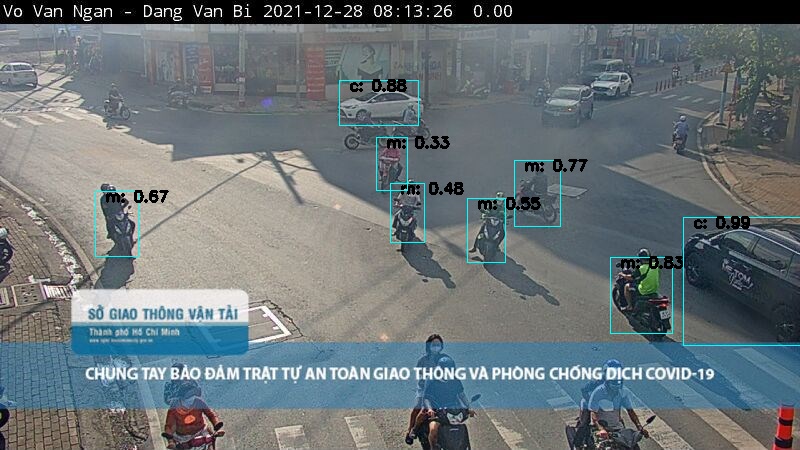 Vo Van Ngan - Dang Van Bi 2021-12-28 08:13:26 0.00
c: 0.88
m: 0.33
m: 0.77
m: 0.67
m: 0.48
m: 0.55
c: 0.99
m: 0.83
SỞ GIAO THÔNG VẬN TẢI
Thành phố Hồ Chí Minh
CHUNG TAY BẢO ĐẢM TRẬT TỰ AN TOÀN GIAO THÔNG VÀ PHÒNG CHỐNG DỊCH COVID-19